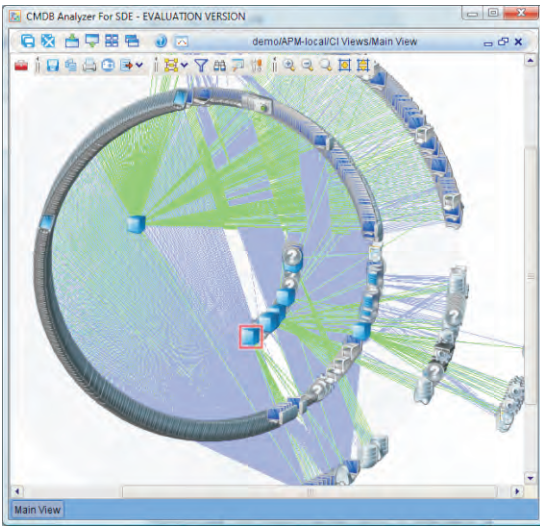 CMDB Analyzer For SDE - EVALUATION VERSION
demo/APM-local/CI Views/Main View
?
?
?
?
?
Main View